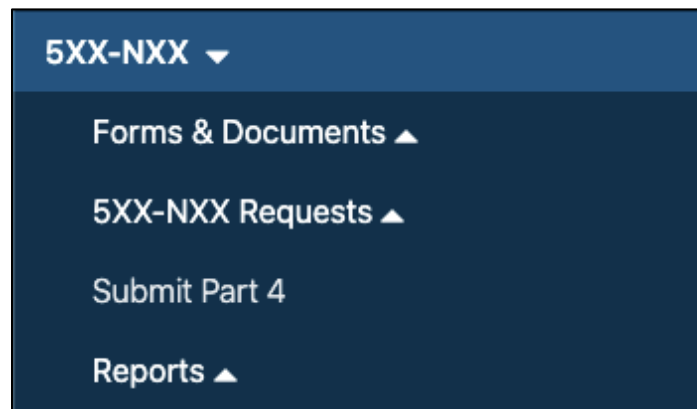 5XX-NXX
Forms & Documents
5XX-NXX Requests
Submit Part 4
Reports